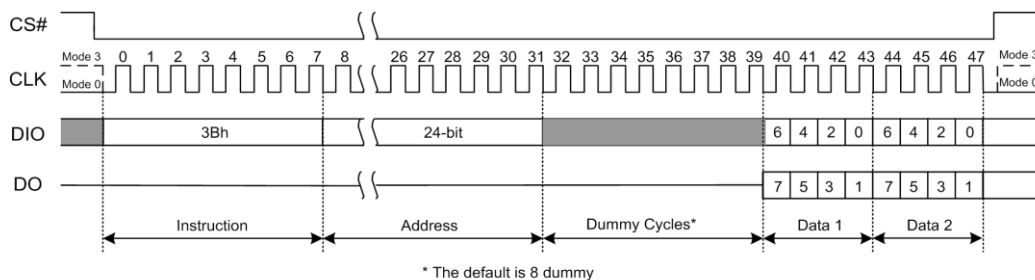 CS#
Mode 3 0 1 2 3 4 5 6 7 8 26 27 28 29 30 31 32 33 34 35 36 37 38 39 40 41 42 43 44 45 46 47 Mode 3
CLK
Mode 0 Mode 0
DIO 3Bh 24-bit 6 4 2 0 6 4 2 0
DO 7 5 3 1 7 5 3 1
Instruction Address Dummy Cycles* Data 1 Data 2
* The default is 8 dummy